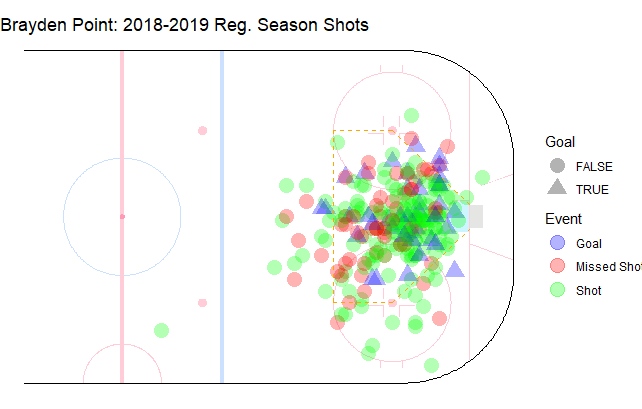 Brayden Point: 2018-2019 Reg. Season Shots
Goal
FALSE
TRUE
Event
Goal
Missed Shot
Shot